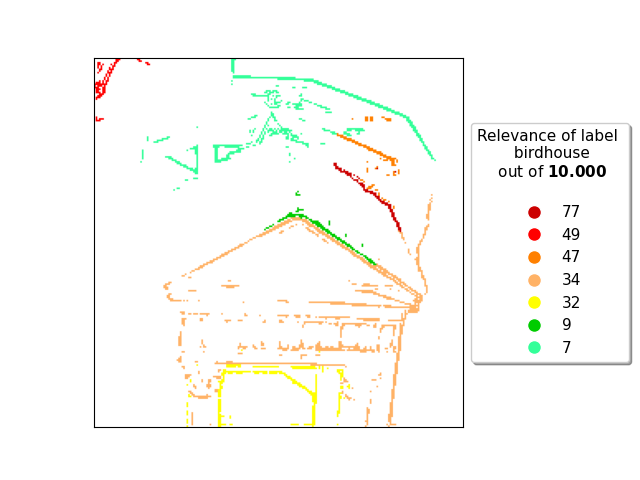 Relevance of label
birdhouse
out of 10.000
77
49
47
34
32
9
7